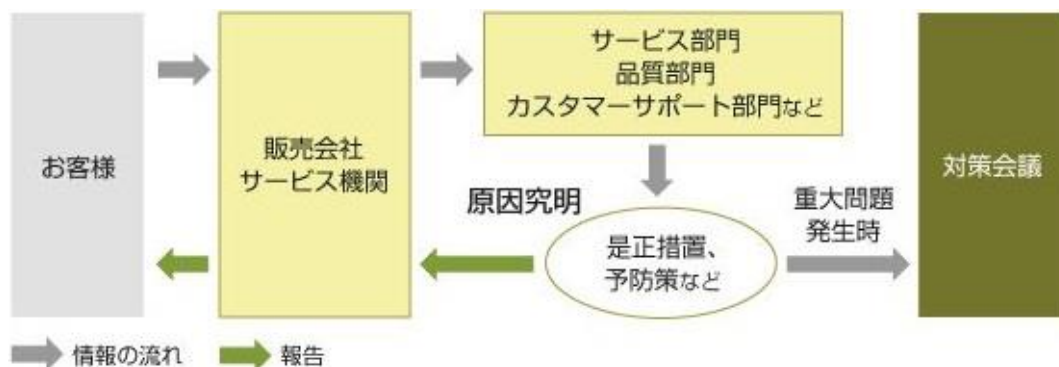 お客様
販売会社
サービス機関
サービス部門
品質部門
カスタマーサポート部門など
原因究明
是正措置、
予防策など
重大問題
発生時
対策会議
情報の流れ
報告